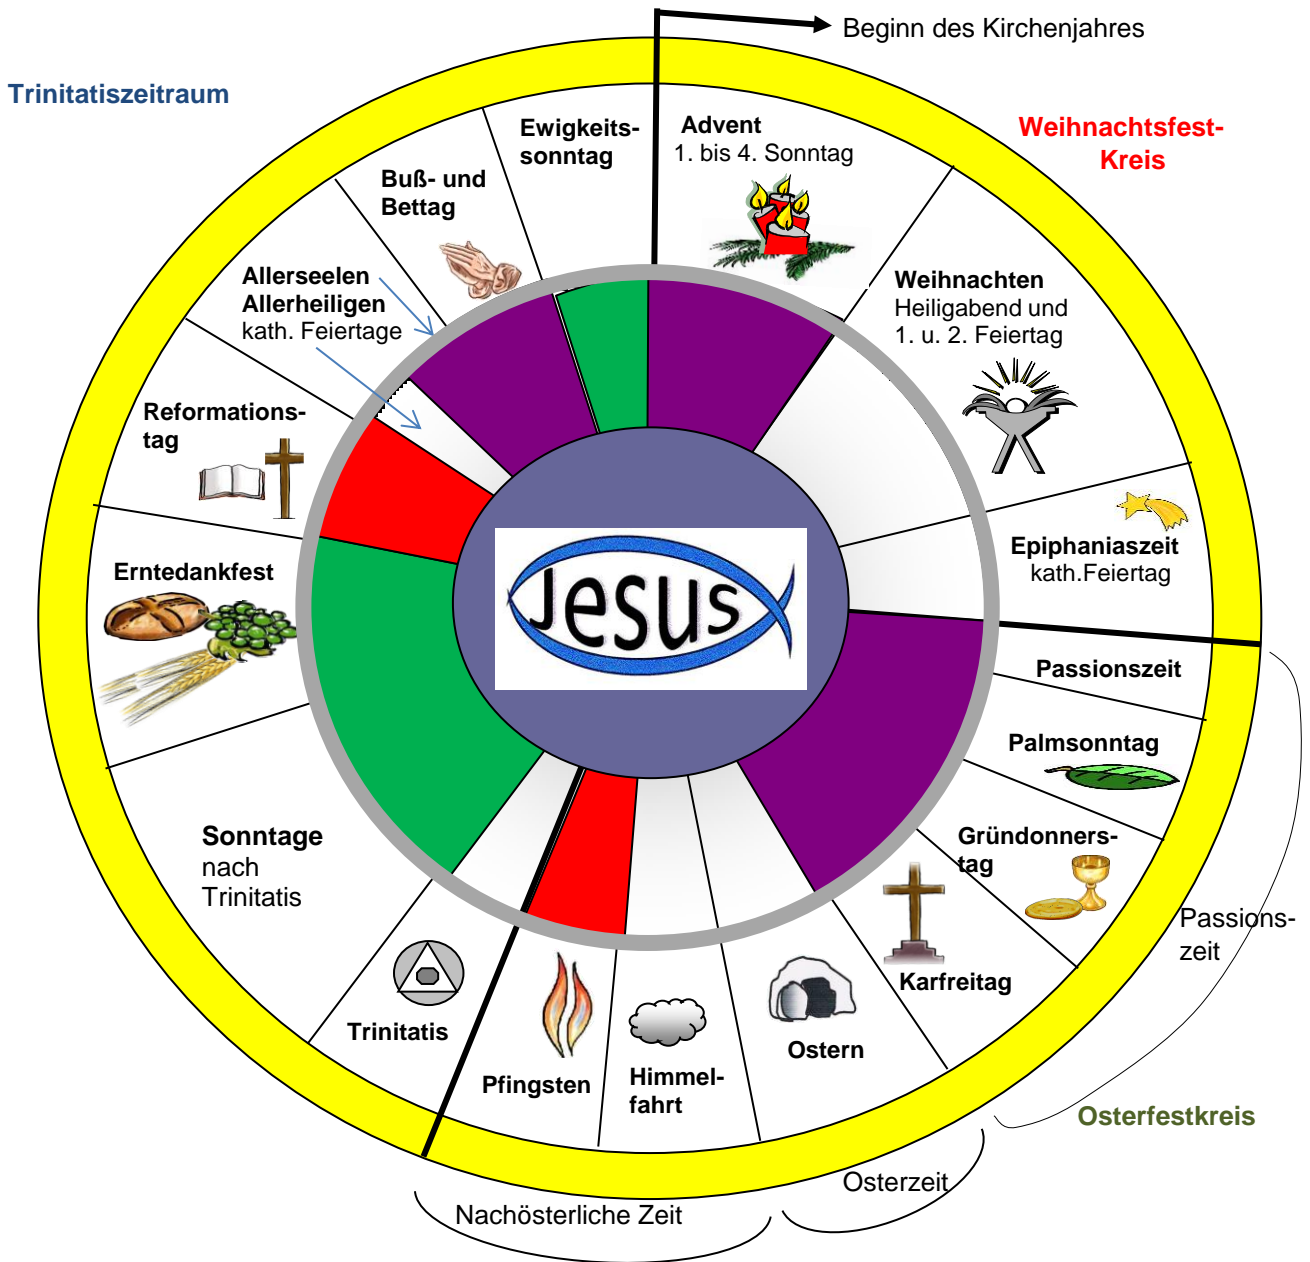 Beginn des Kirchenjahres
Trinitatiszeitraum
Weihnachtsfest-
Kreis
Advent
1. bis 4. Sonntag
Weihnachten
Heiligabend und
1. u. 2. Feiertag
Epiphaniaszeit
kath.Feiertag
Passionszeit
Palmsonntag
Gründonners-
tag
Karfreitag
Passions-
zeit
Osterfestkreis
Ostern
Osterzeit
Himmel-
fahrt
Pfingsten
Nachösterliche Zeit
Trinitatis
Sonntage
nach
Trinitatis
Erntedankfest
Reformations-
tag
Allerseelen
Allerheiligen
kath. Feiertage
Buß- und
Bettag
Ewigkeits-
sonntag
Jesus